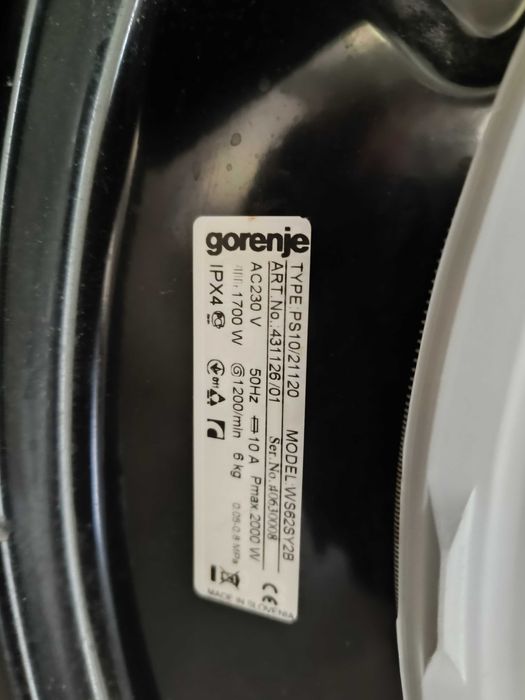 gorenje
TYPE PS10/21120 MODEL WS62SY2B
ART.No.:431126/01 Ser.No.:40630008
AC230 V 50Hz 10 A Pmax.2000 W
1700 W 1200/min 6 kg 0.05-0.8 MPa
IPX4 CE
MADE IN SLOVENIA